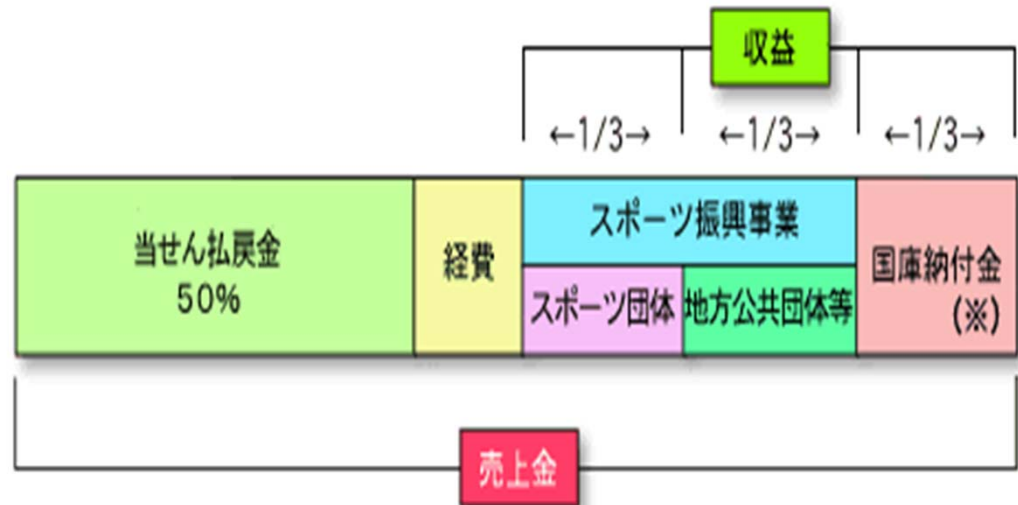 収益
←1/3→ ←1/3→ ←1/3→
当せん払戻金
50%
経費
スポーツ振興事業
スポーツ団体
地方公共団体等
国庫納付金
(※)
売上金